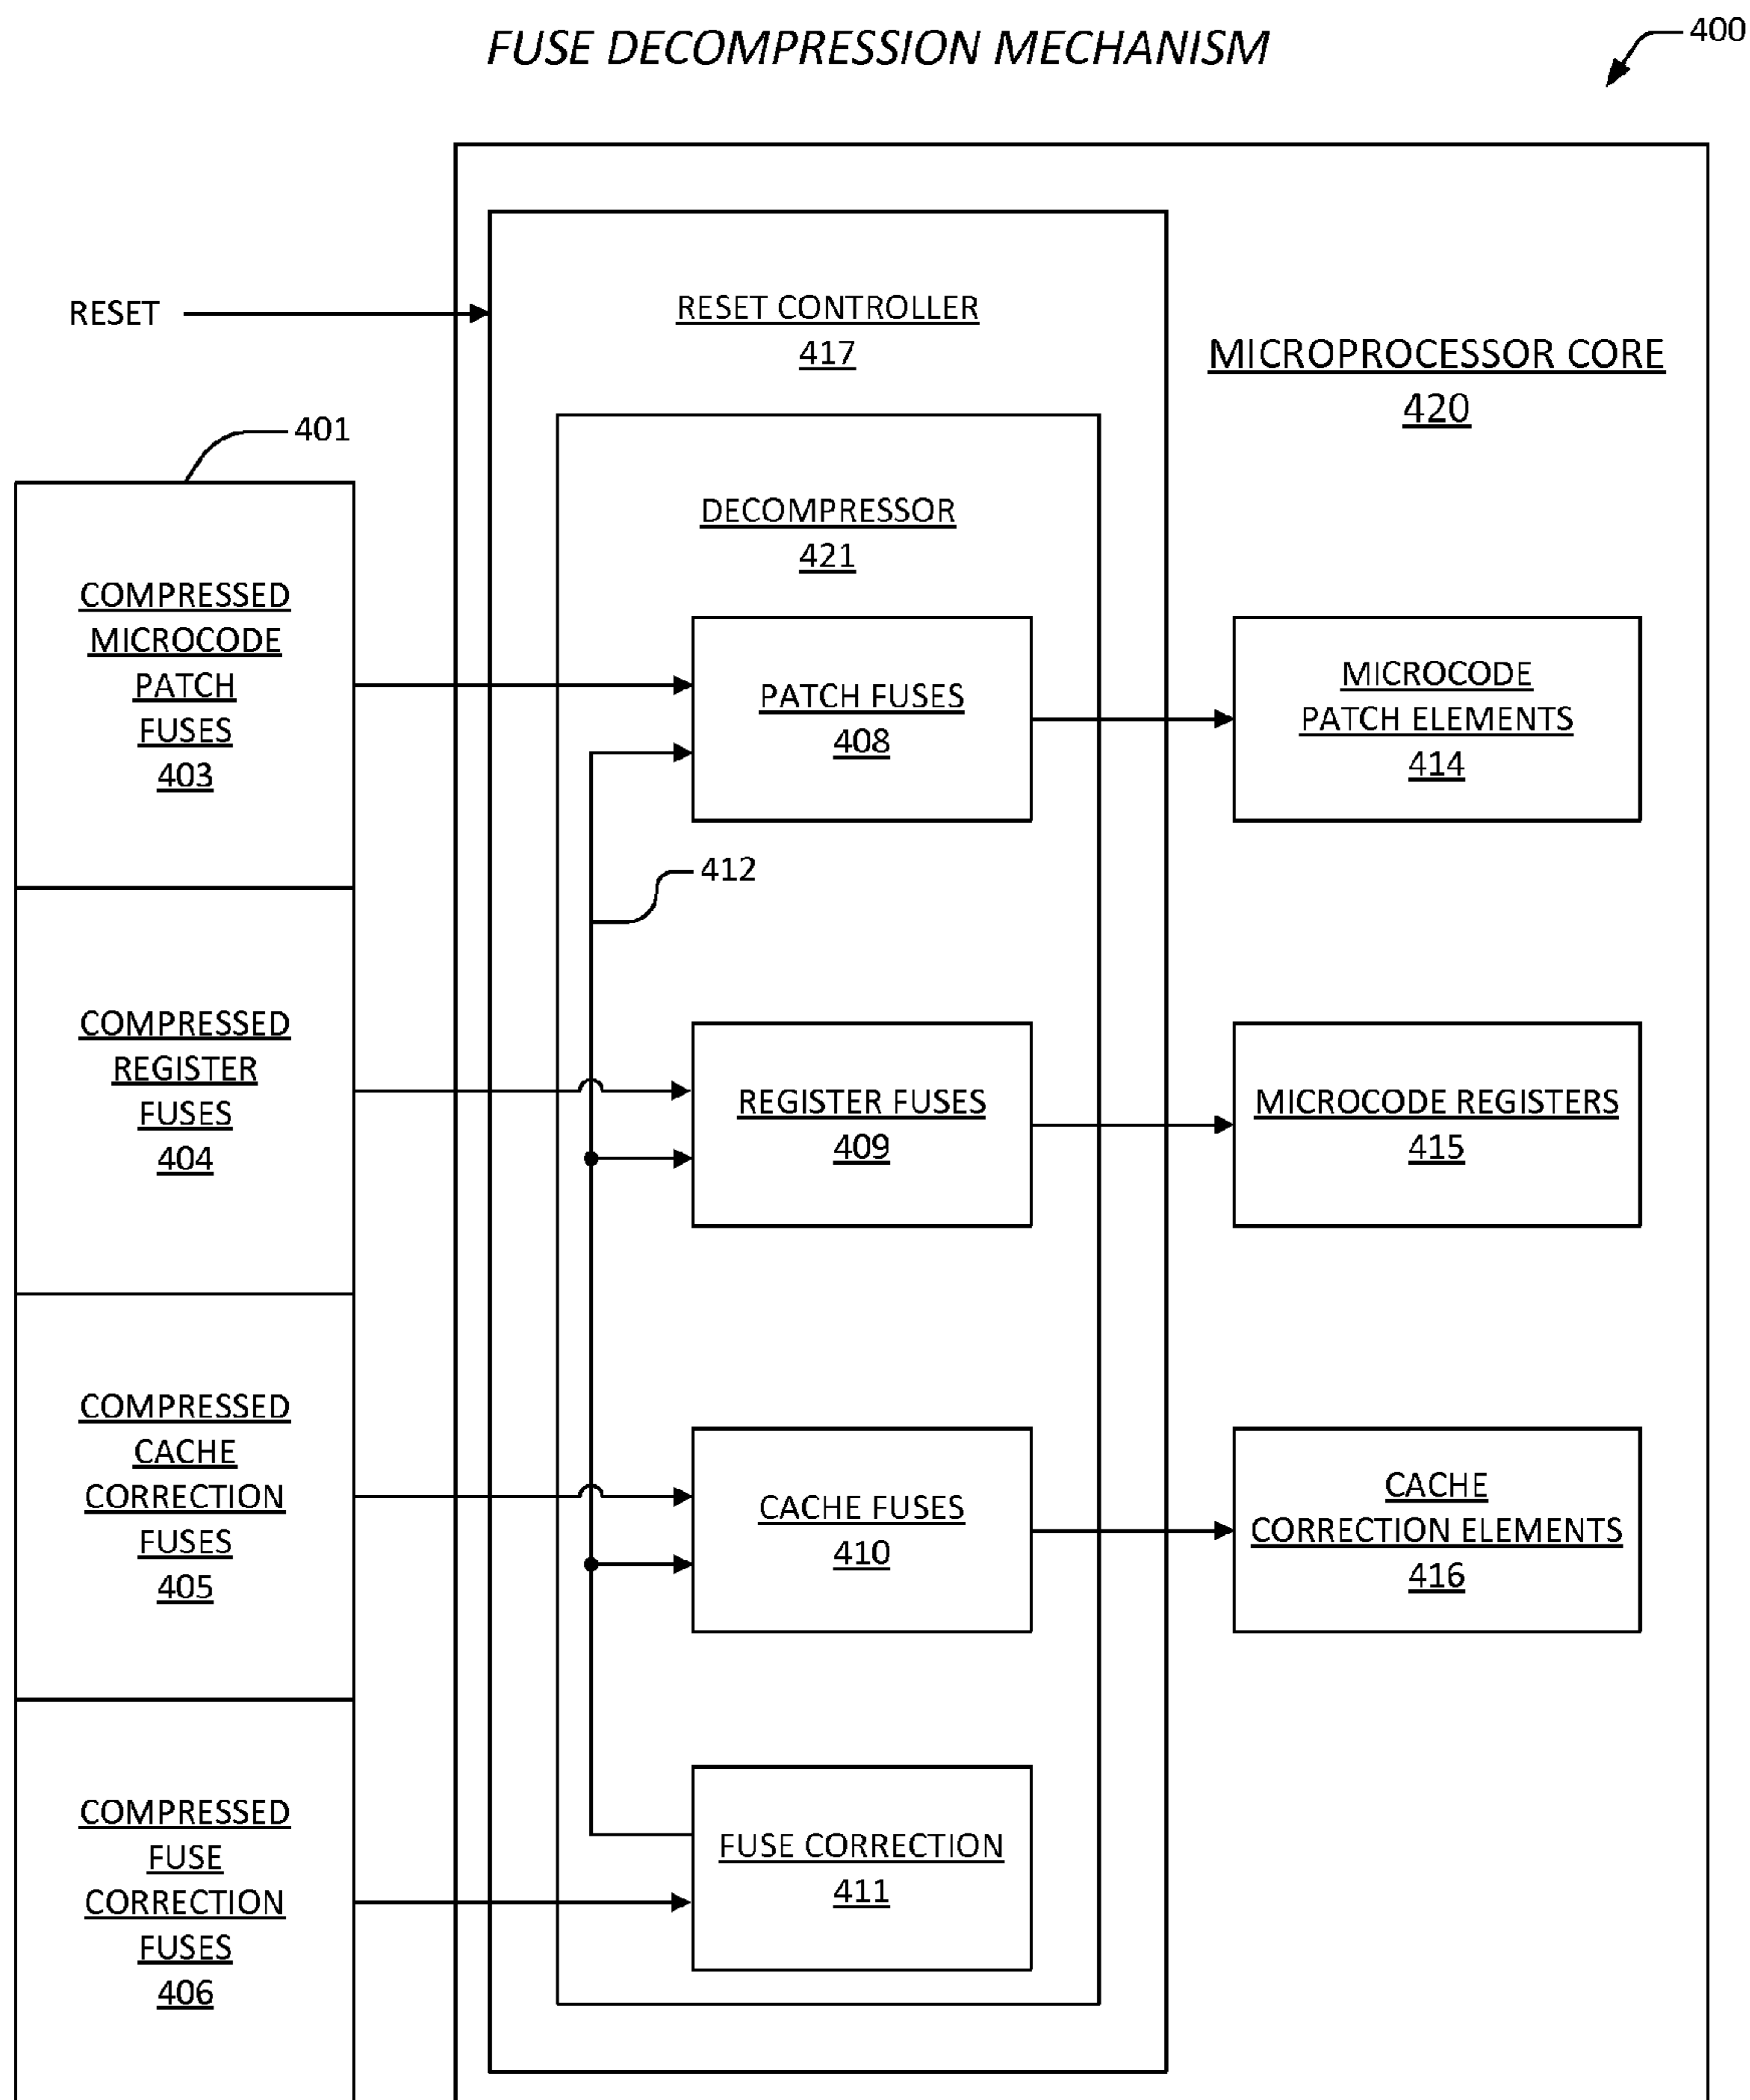 FUSE DECOMPRESSION MECHANISM
400
RESET
RESET CONTROLLER
417
MICROPROCESSOR CORE
420
401
DECOMPRESSOR
421
COMPRESSED
MICROCODE
PATCH
FUSES
403
PATCH FUSES
408
MICROCODE
PATCH ELEMENTS
414
412
COMPRESSED
REGISTER
FUSES
404
REGISTER FUSES
409
MICROCODE REGISTERS
415
COMPRESSED
CACHE
CORRECTION
FUSES
405
CACHE FUSES
410
CACHE
CORRECTION ELEMENTS
416
COMPRESSED
FUSE
CORRECTION
FUSES
406
FUSE CORRECTION
411